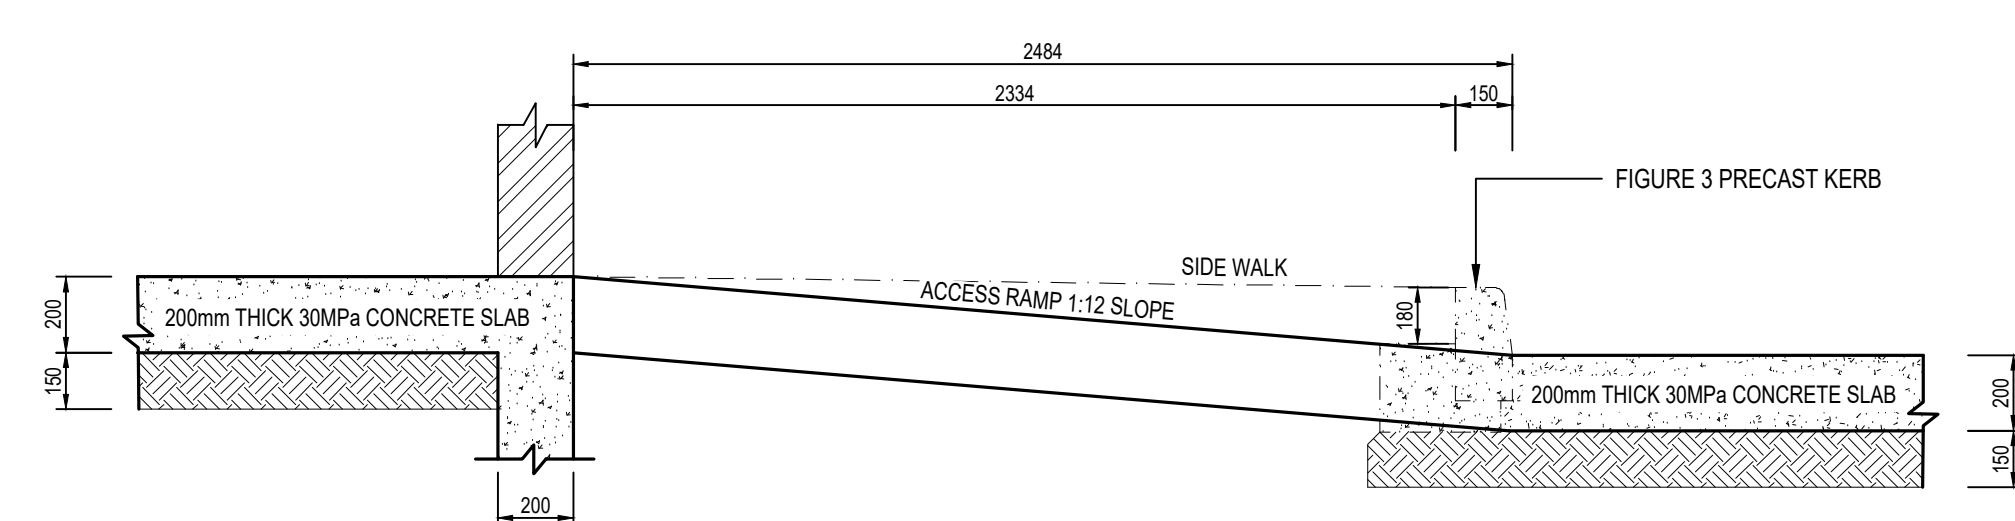 2484
2334
150
FIGURE 3 PRECAST KERB
SIDE WALK
ACCESS RAMP 1:12 SLOPE
180
200
200mm THICK 30MPa CONCRETE SLAB
150
200mm THICK 30MPa CONCRETE SLAB
200
150
200